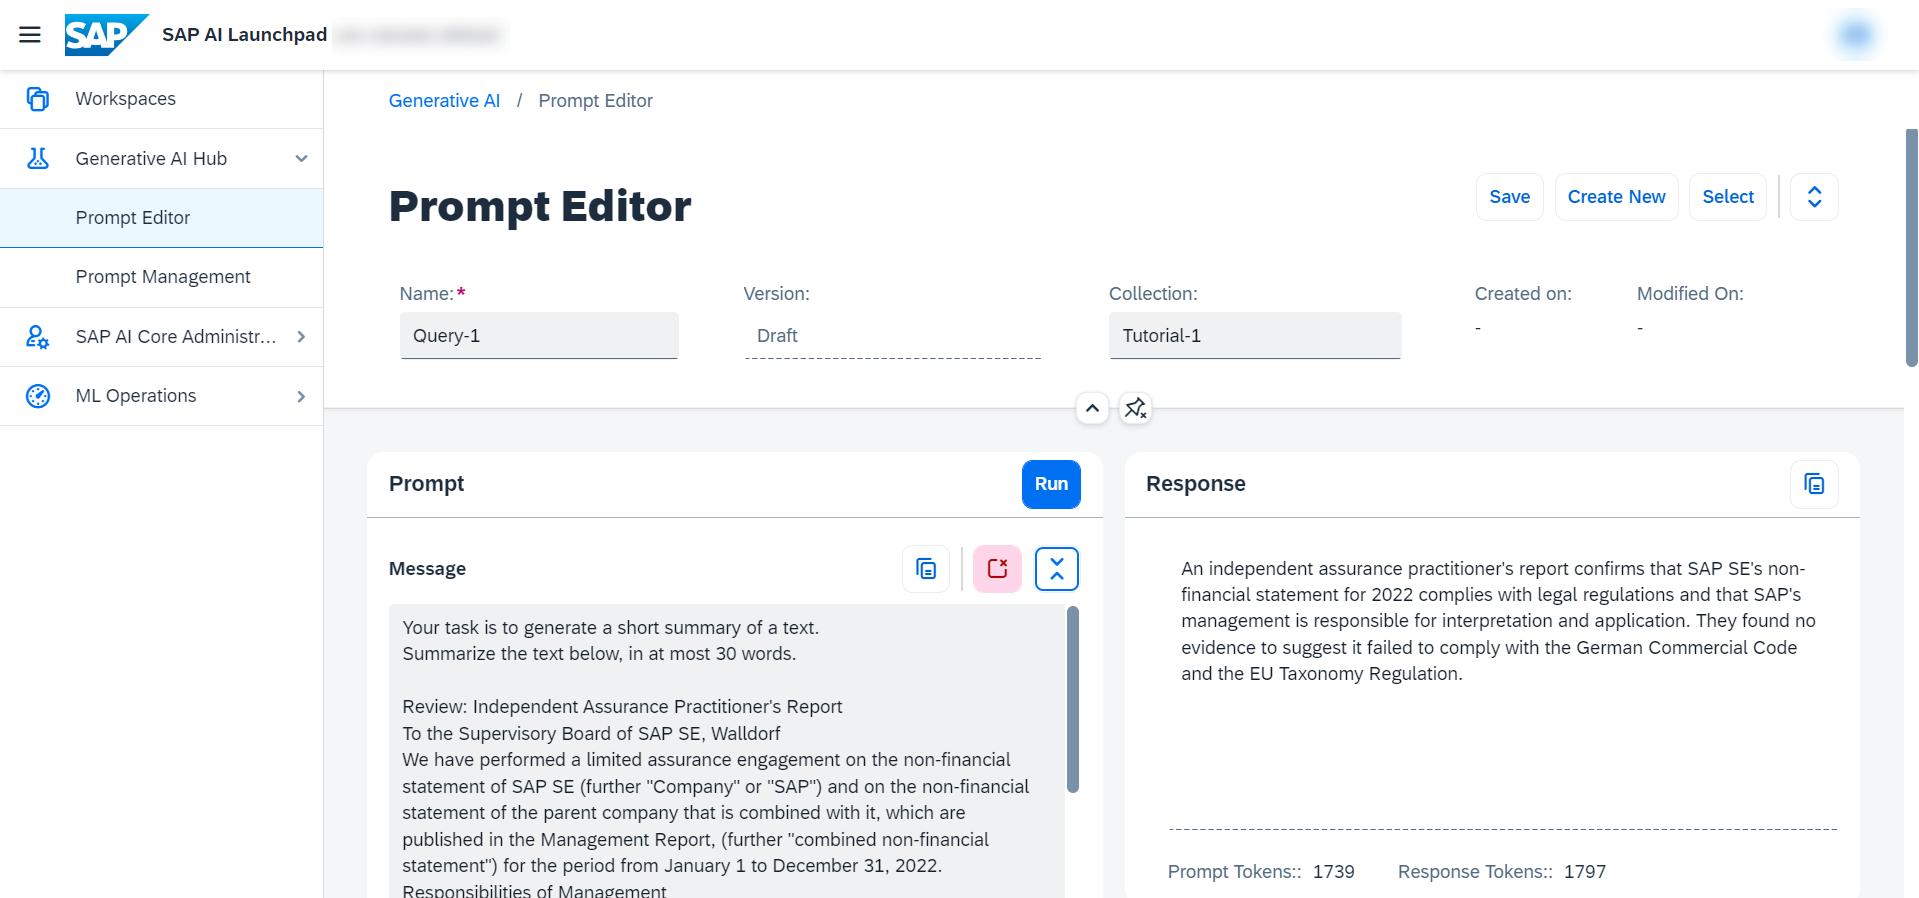 SAP SAP AI Launchpad
Workspaces
Generative AI Hub
Prompt Editor
Prompt Management
SAP AI Core Administr...
ML Operations
Generative AI / Prompt Editor
Prompt Editor
Save Create New Select
Name:* Version: Collection: Created on: Modified On:
Query-1 Draft Tutorial-1 - -
Prompt Run
Message
Your task is to generate a short summary of a text.
Summarize the text below, in at most 30 words.
Review: Independent Assurance Practitioner's Report
To the Supervisory Board of SAP SE, Walldorf
We have performed a limited assurance engagement on the non-financial
statement of SAP SE (further "Company" or "SAP") and on the non-financial
statement of the parent company that is combined with it, which are
published in the Management Report, (further "combined non-financial
statement") for the period from January 1 to December 31, 2022.
Responsibilities of Management
Response
An independent assurance practitioner's report confirms that SAP SE's non-
financial statement for 2022 complies with legal regulations and that SAP's
management is responsible for interpretation and application. They found no
evidence to suggest it failed to comply with the German Commercial Code
and the EU Taxonomy Regulation.
Prompt Tokens:: 1739 Response Tokens:: 1797